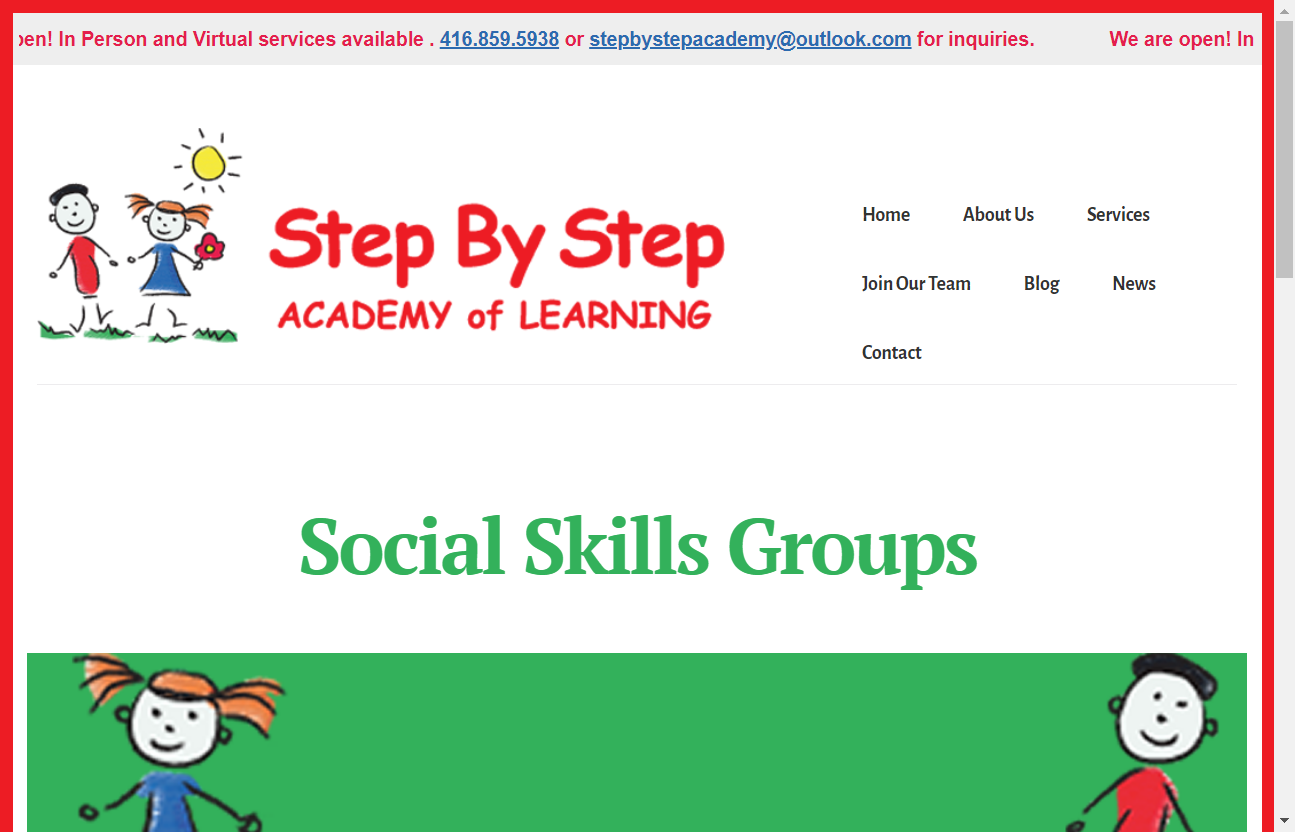 open! In Person and Virtual services available . 416.859.5938 or stepbystepacademy@outlook.com for inquiries. We are open! In
Step By Step
ACADEMY of LEARNING
Home About Us Services
Join Our Team Blog News
Contact
Social Skills Groups